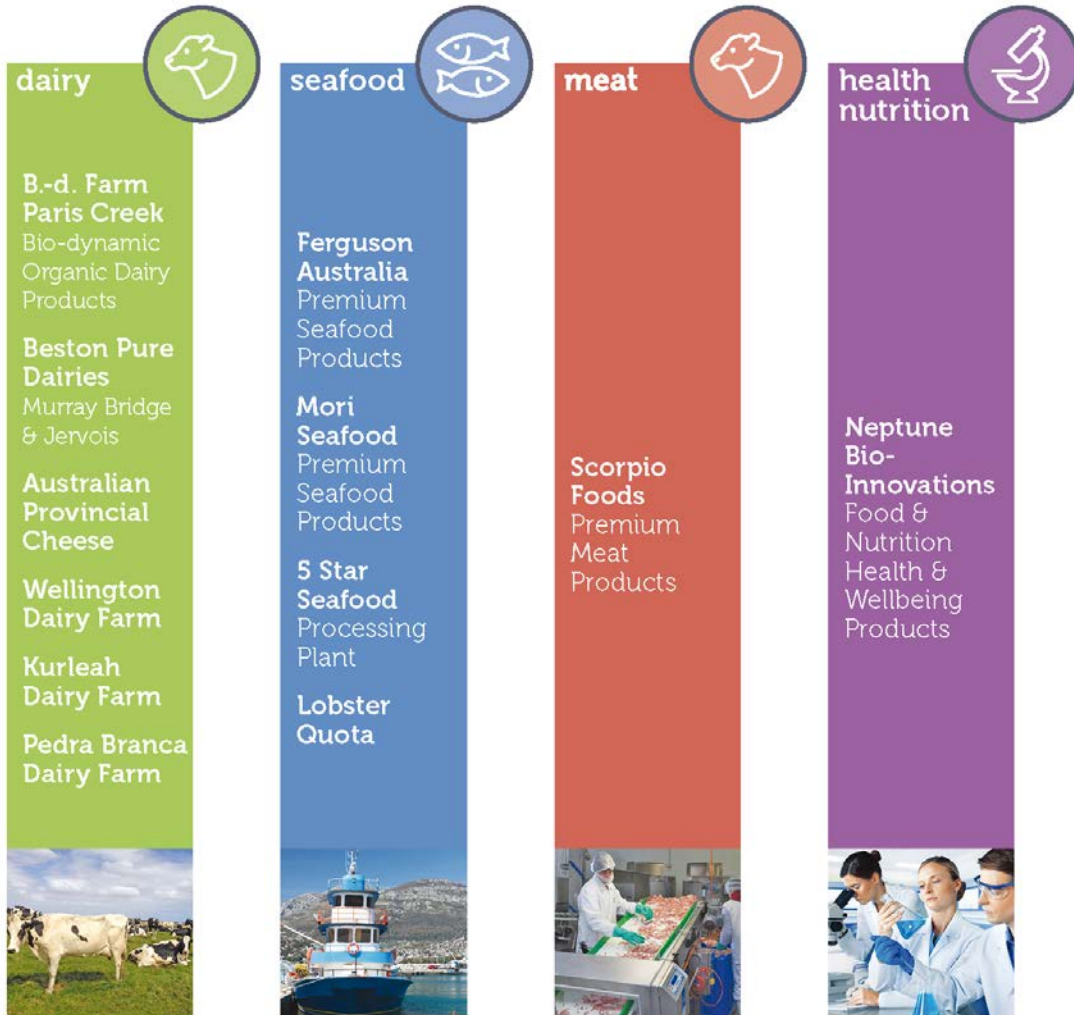 dairy
B.-d. Farm
Paris Creek
Bio-dynamic
Organic Dairy
Products
Beston Pure
Dairies
Murray Bridge
& Jervois
Australian
Provincial
Cheese
Wellington
Dairy Farm
Kurleah
Dairy Farm
Pedra Branca
Dairy Farm
seafood
Ferguson
Australia
Premium
Seafood
Products
Mori
Seafood
Premium
Seafood
Products
5 Star
Seafood
Processing
Plant
Lobster
Quota
meat
Scorpio
Foods
Premium
Meat
Products
health
nutrition
Neptune
Bio-
Innovations
Food &
Nutrition
Health &
Wellbeing
Products